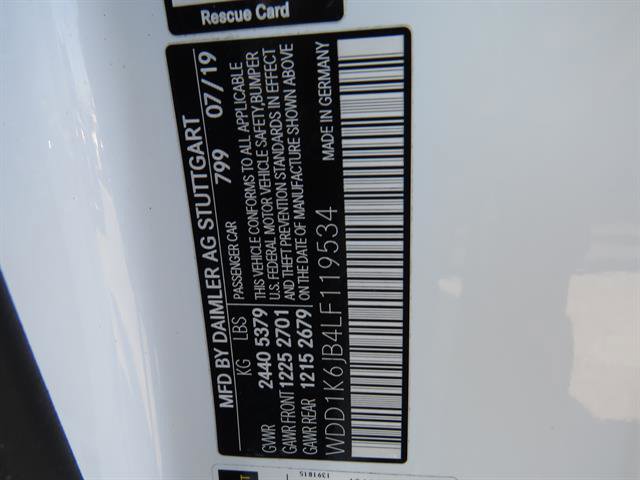 Rescue Card
MFD BY DAIMLER AG STUTTGART
799 07/19
KG LBS PASSENGER CAR
GVWR 2440 5379 THIS VEHICLE CONFORMS TO ALL APPLICABLE
U.S. FEDERAL MOTOR VEHICLE SAFETY,BUMPER
GAWR FRONT 1225 2701 AND THEFT PREVENTION STANDARDS IN EFFECT
GAWR REAR 1215 2679 ON THE DATE OF MANUFACTURE SHOWN ABOVE
WDD1K6JB4LF119534 MADE IN GERMANY
1391815